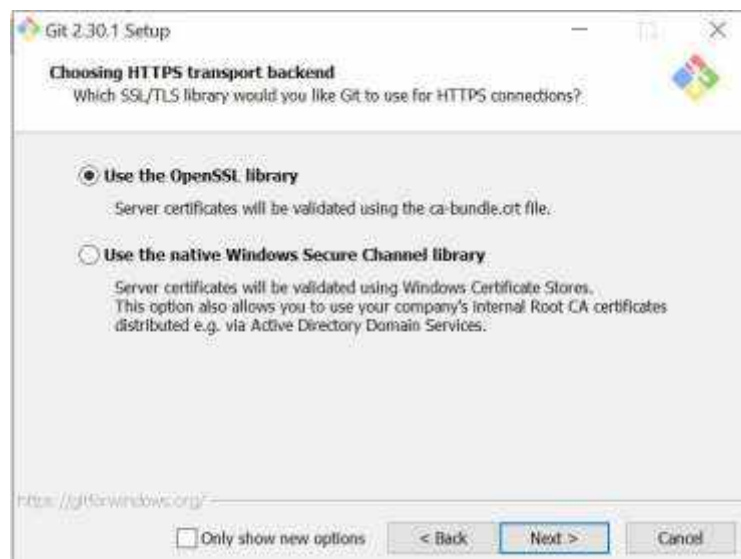 Git 2.30.1 Setup
Choosing HTTPS transport backend
Which SSL/TLS library would you like Git to use for HTTPS connections?
Use the OpenSSL library
Server certificates will be validated using the ca-bundle.crt file.
Use the native Windows Secure Channel library
Server certificates will be validated using Windows Certificate Stores.
This option also allows you to use your company's internal Root CA certificates
distributed e.g. via Active Directory Domain Services.
https://gitforwindows.org/
Only show new options < Back Next > Cancel